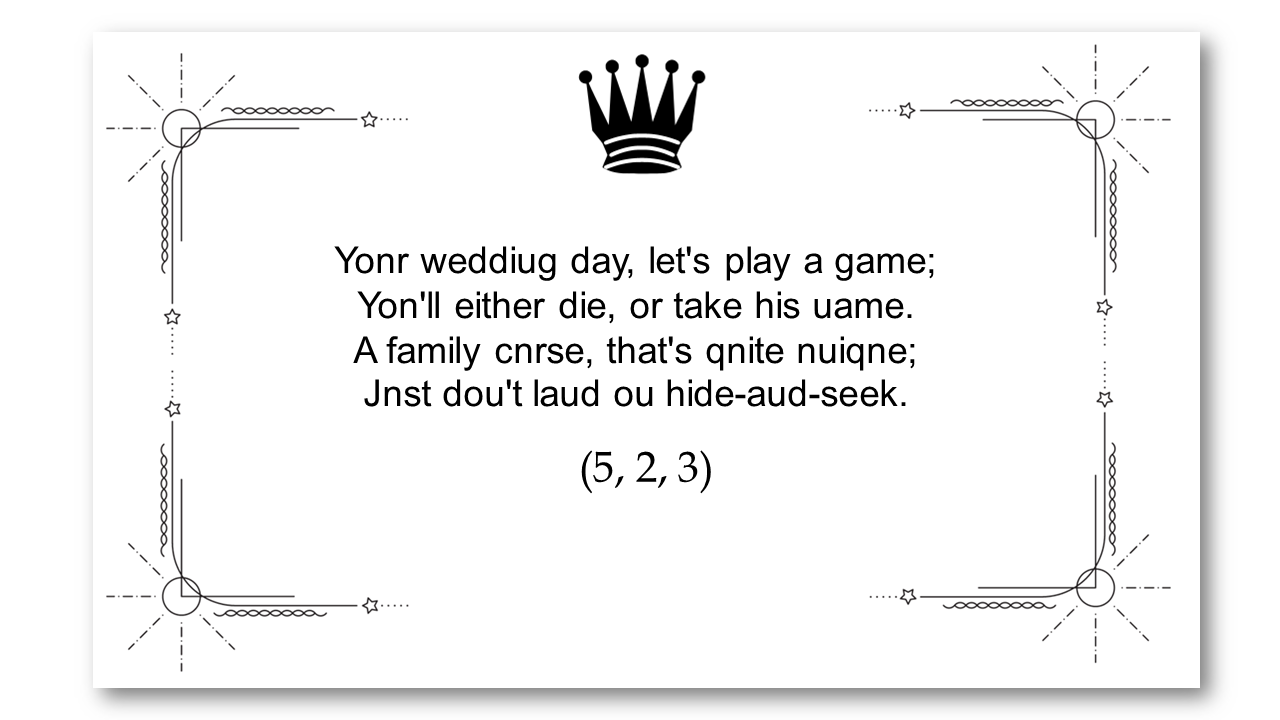 Yonr weddiug day, let's play a game;
Yon'll either die, or take his uame.
A family cnrse, that's qnite nuiqne;
Jnst dou't laud ou hide-aud-seek.
(5, 2, 3)